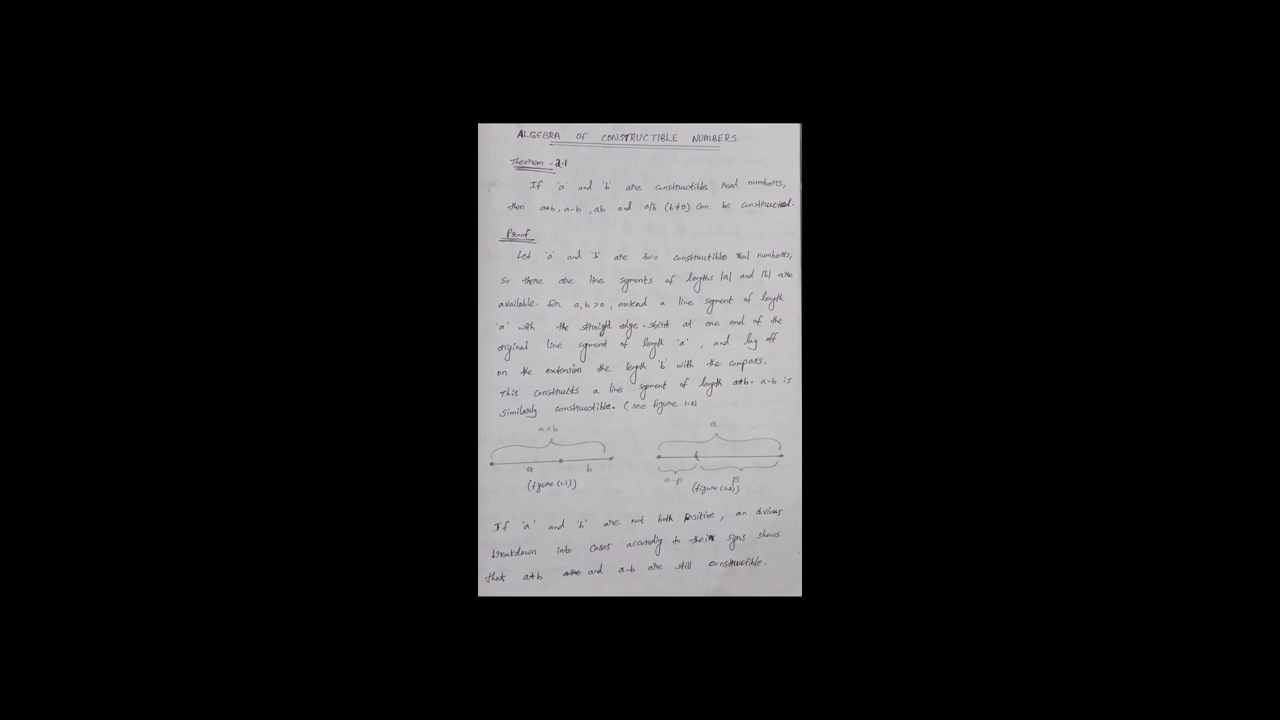 ALGEBRA OF CONSTRUCTIBLE NUMBERS
Theorem -2.1
If 'a' and 'b' are constructible real numbers,
then a+b, a-b, ab and a/b (b≠0) can be constructed.
Proof
Let 'a' and 'b' are two constructible real numbers,
so there are line segments of lengths |a| and |b| are
available. For a,b >0, extend a line segment of length
'a' with the straight edge. start at one end of the
original line segment of length 'a', and lag off
on the extension the length 'b' with the compass.
This constructs a line segment of length a+b. a-b is
similarly constructible. (see figure 1.2)
a+b
a b
(figure (1.1))
a
a-β β
(figure (1.2))
If 'a' and 'b' are not both positive, an obvious
breakdown into cases according to their signs shows
that a+b and a-b are still constructible.